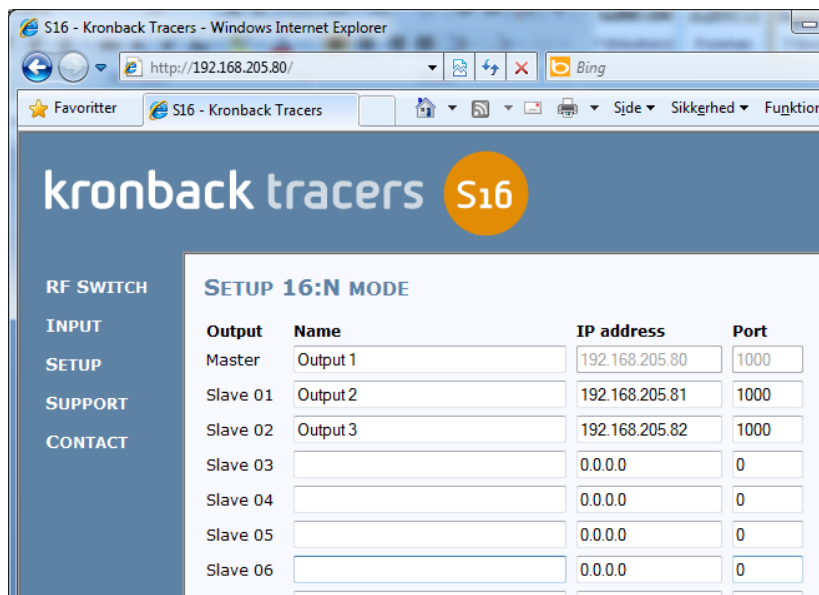 S16 - Kronback Tracers - Windows Internet Explorer
http://192.168.205.80/
Bing
Favoritter
S16 - Kronback Tracers
Side
Sikkerhed
Funktion
kronback tracers S16
RF SWITCH
INPUT
SETUP
SUPPORT
CONTACT
SETUP 16:N MODE
Output Name IP address Port
Master Output 1 192.168.205.80 1000
Slave 01 Output 2 192.168.205.81 1000
Slave 02 Output 3 192.168.205.82 1000
Slave 03 0.0.0.0 0
Slave 04 0.0.0.0 0
Slave 05 0.0.0.0 0
Slave 06 0.0.0.0 0